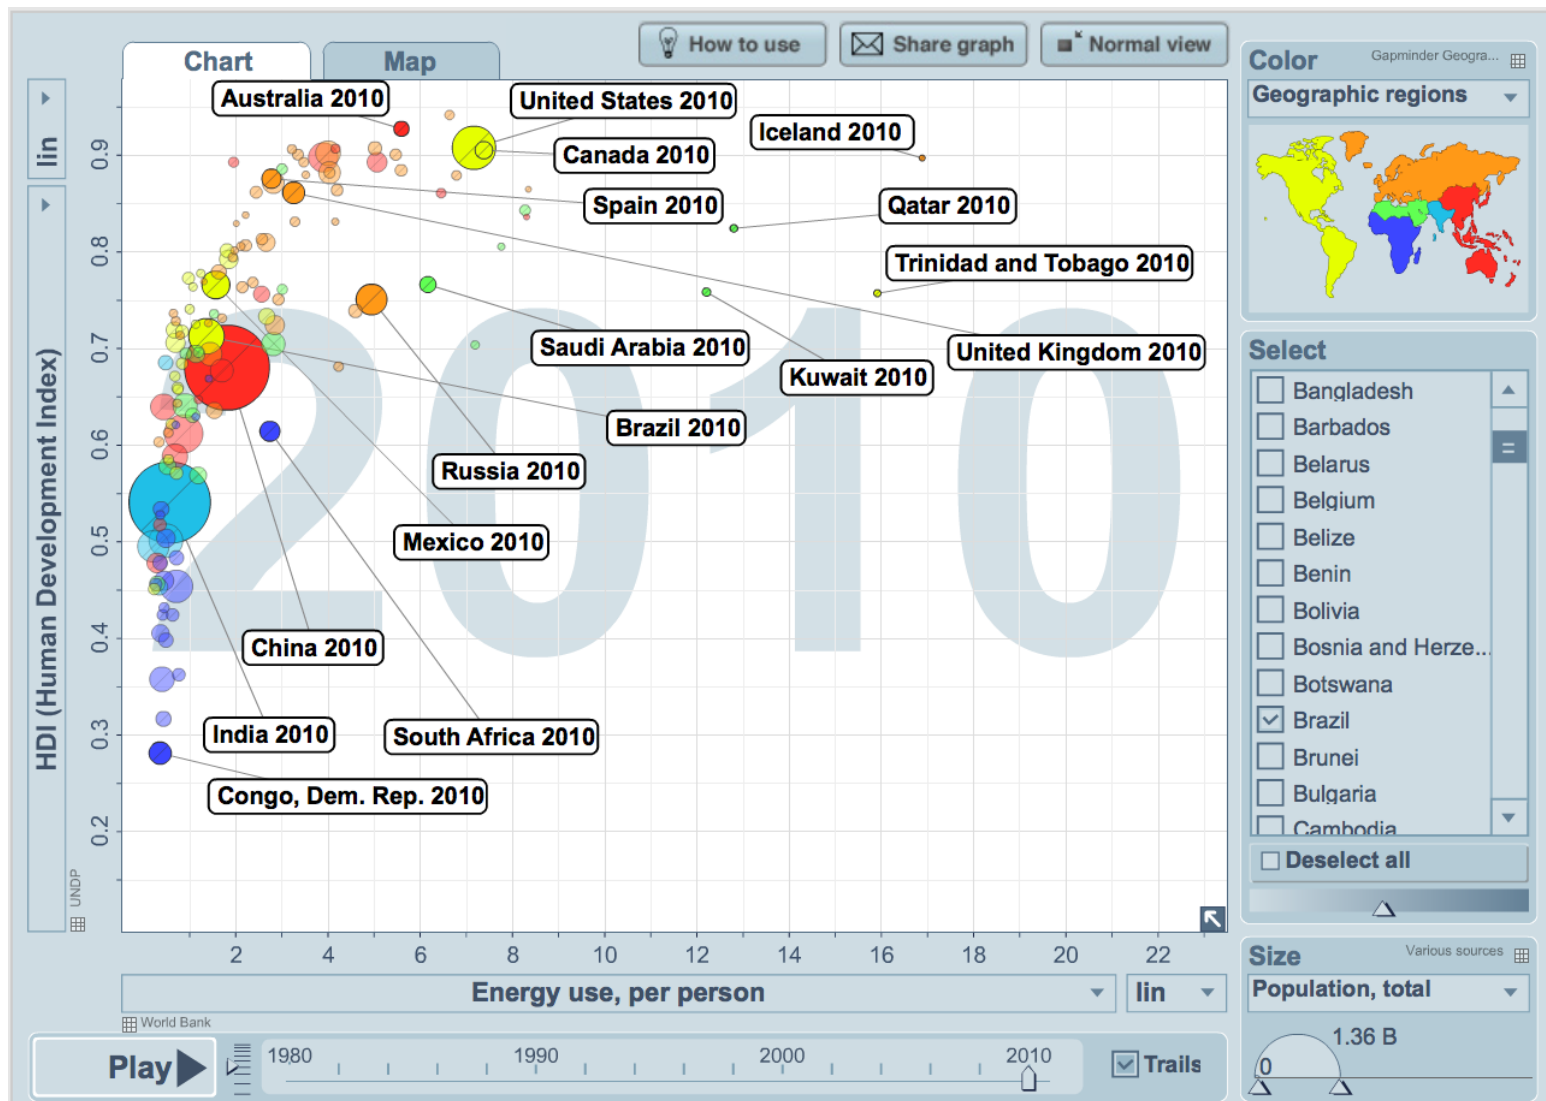 How to use
Share graph
Normal view
Chart
Map
Color
Gapminder Geogra...
Geographic regions
lin
HDI (Human Development Index)
UNDP
0.9
0.8
0.7
0.6
0.5
0.4
0.3
0.2
2010
Australia 2010
United States 2010
Iceland 2010
Canada 2010
Spain 2010
Qatar 2010
Trinidad and Tobago 2010
Saudi Arabia 2010
United Kingdom 2010
Kuwait 2010
Brazil 2010
Russia 2010
Mexico 2010
China 2010
India 2010
South Africa 2010
Congo, Dem. Rep. 2010
2 4 6 8 10 12 14 16 18 20 22
Energy use, per person
lin
World Bank
Play
1980 1990 2000 2010
Trails
Select
Bangladesh
Barbados
Belarus
Belgium
Belize
Benin
Bolivia
Bosnia and Herze...
Botswana
Brazil
Brunei
Bulgaria
Cambodia
Deselect all
Size
Various sources
Population, total
1.36 B
0